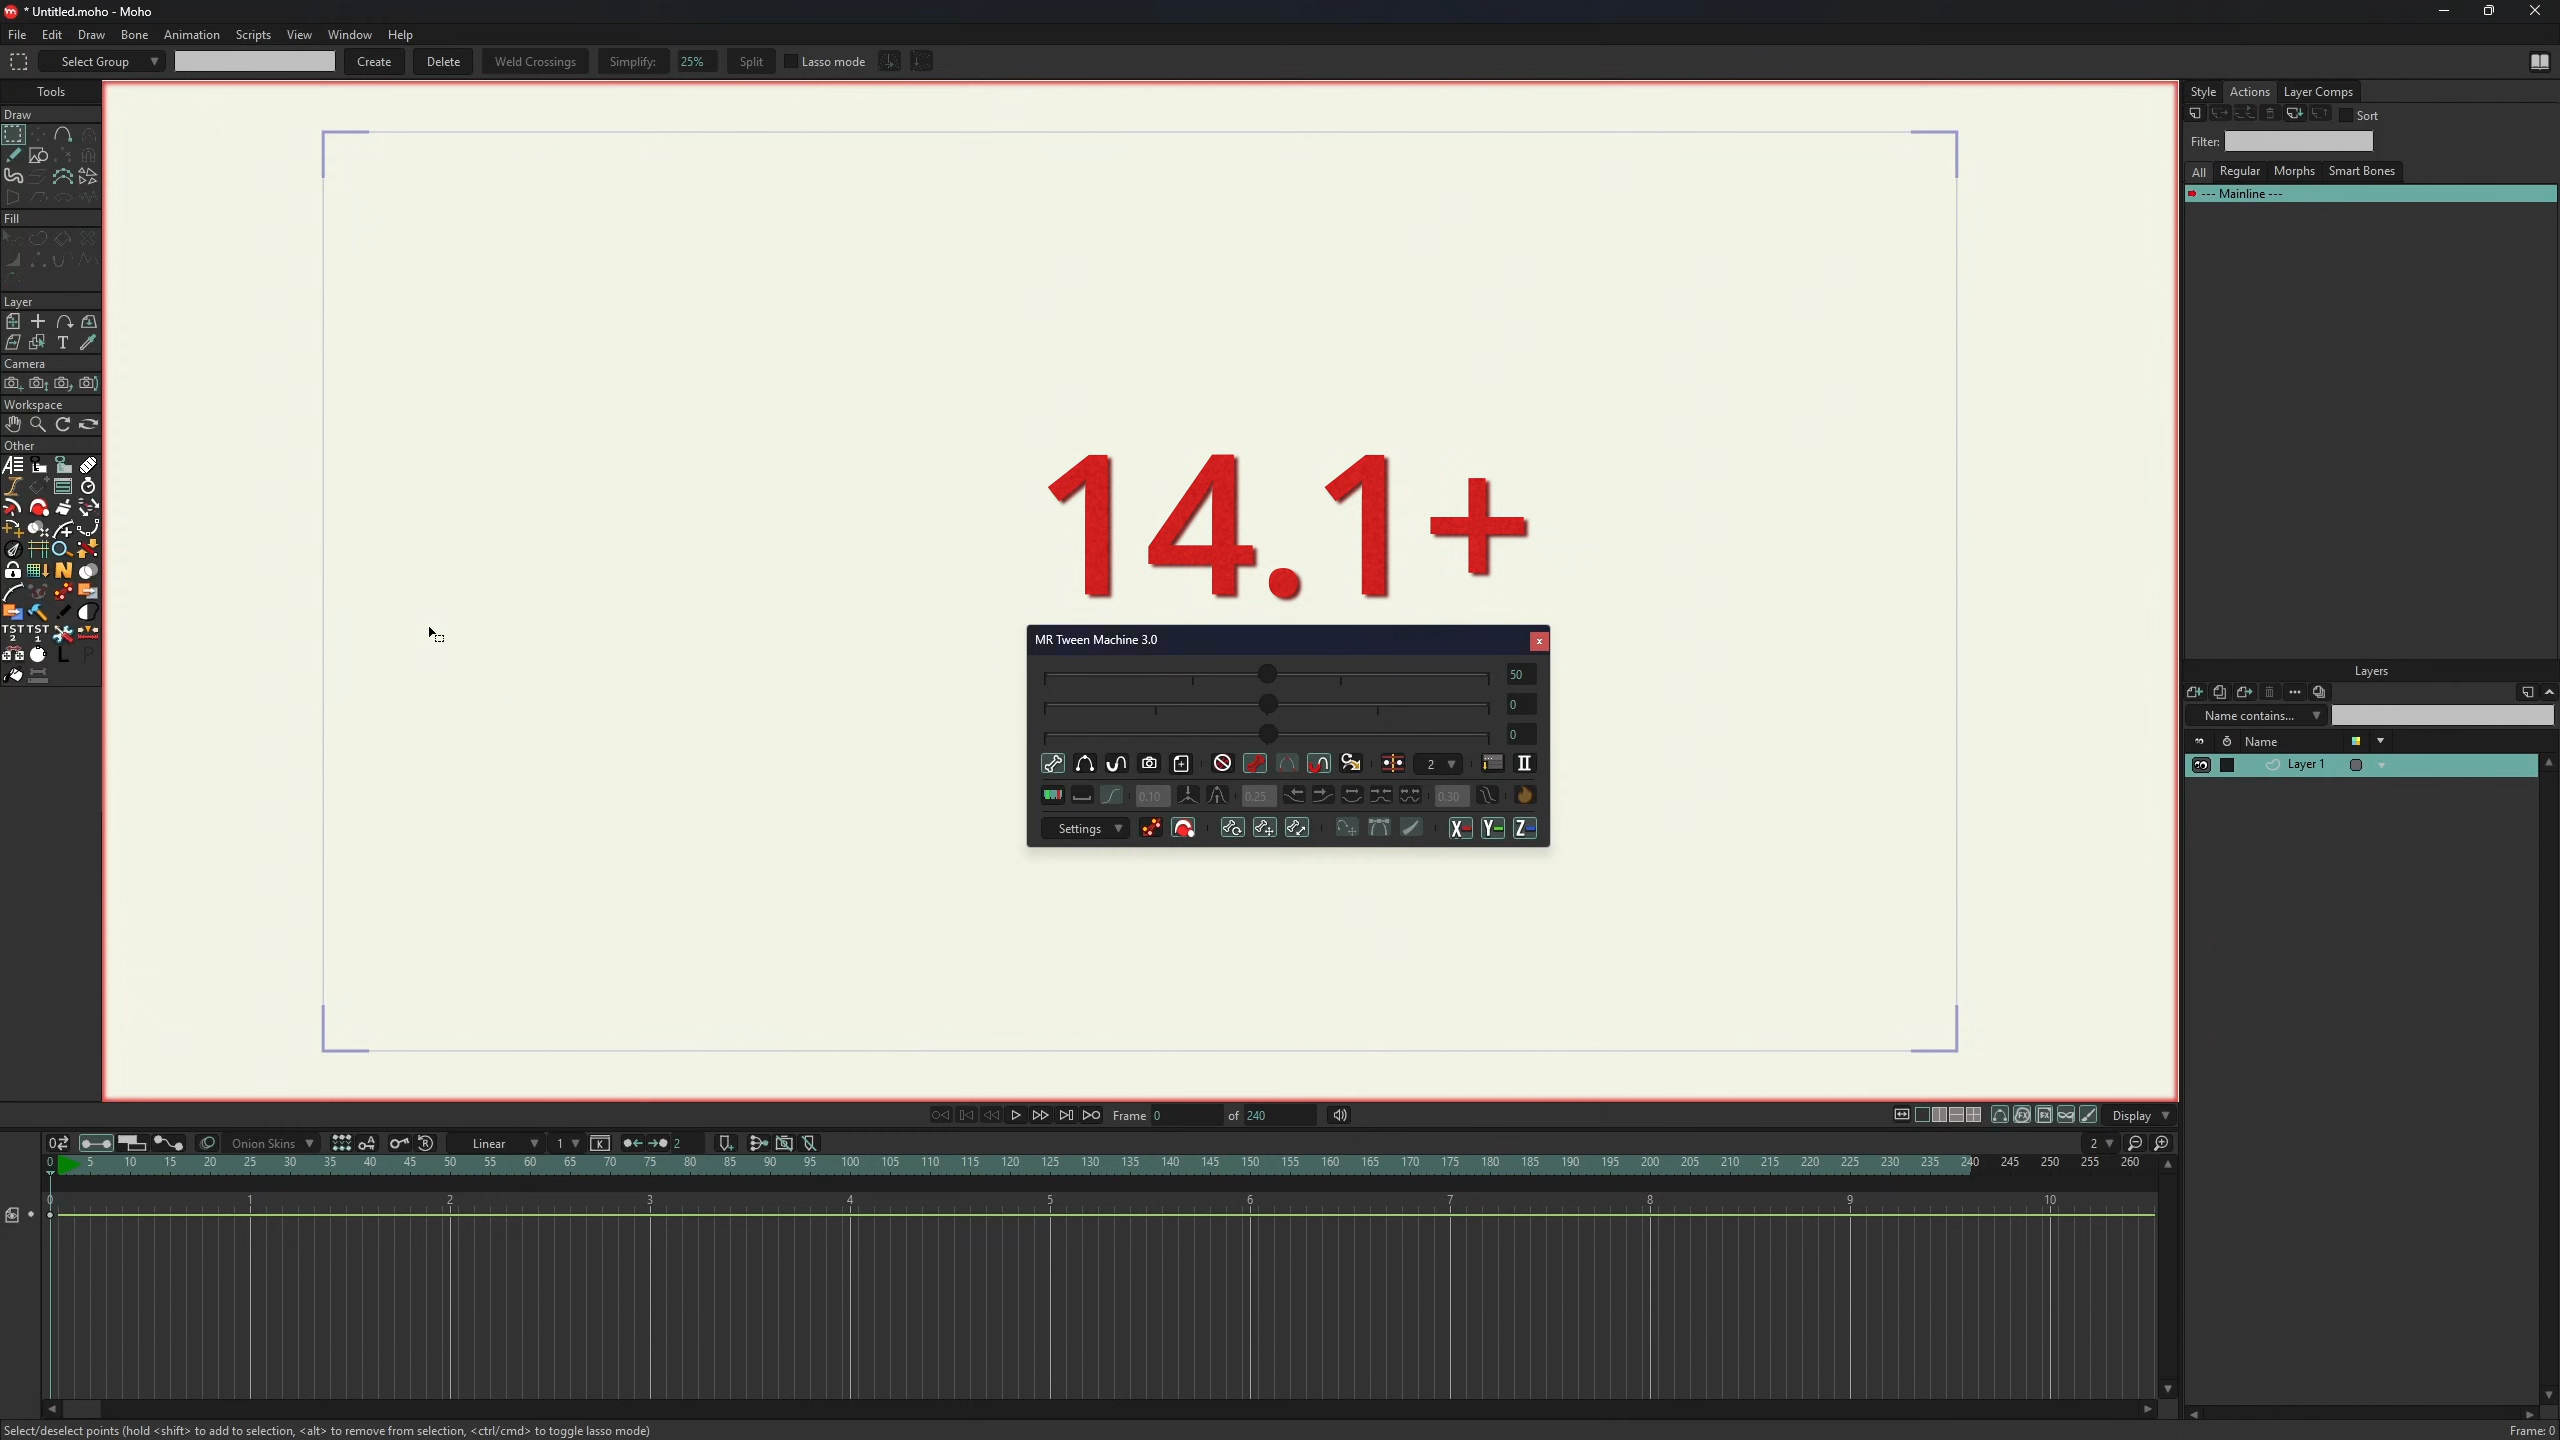 * Untitled.moho - Moho
File Edit Draw Bone Animation Scripts View Window Help
Select Group Create Delete Weld Crossings Simplify: 25% Split Lasso mode
Tools
Draw
Fill
Layer
T
Camera
Workspace
Other
TST 2 TST 1
L P
Style Actions Layer Comps
Sort
Filter:
All Regular Morphs Smart Bones
--- Mainline ---
14.1+
MR Tween Machine 3.0
50
0
0
2
0.10 0.25 0.30
Settings X Y Z
Layers
Name contains...
Name
Layer 1
Frame 0 of 240 Display
Onion Skins Linear 1 K 2 2
0 5 10 15 20 25 30 35 40 45 50 55 60 65 70 75 80 85 90 95 100 105 110 115 120 125 130 135 140 145 150 155 160 165 170 175 180 185 190 195 200 205 210 215 220 225 230 235 240 245 250 255 260
0 1 2 3 4 5 6 7 8 9 10
Select/deselect points (hold <shift> to add to selection, <alt> to remove from selection, <ctrl/cmd> to toggle lasso mode) Frame: 0